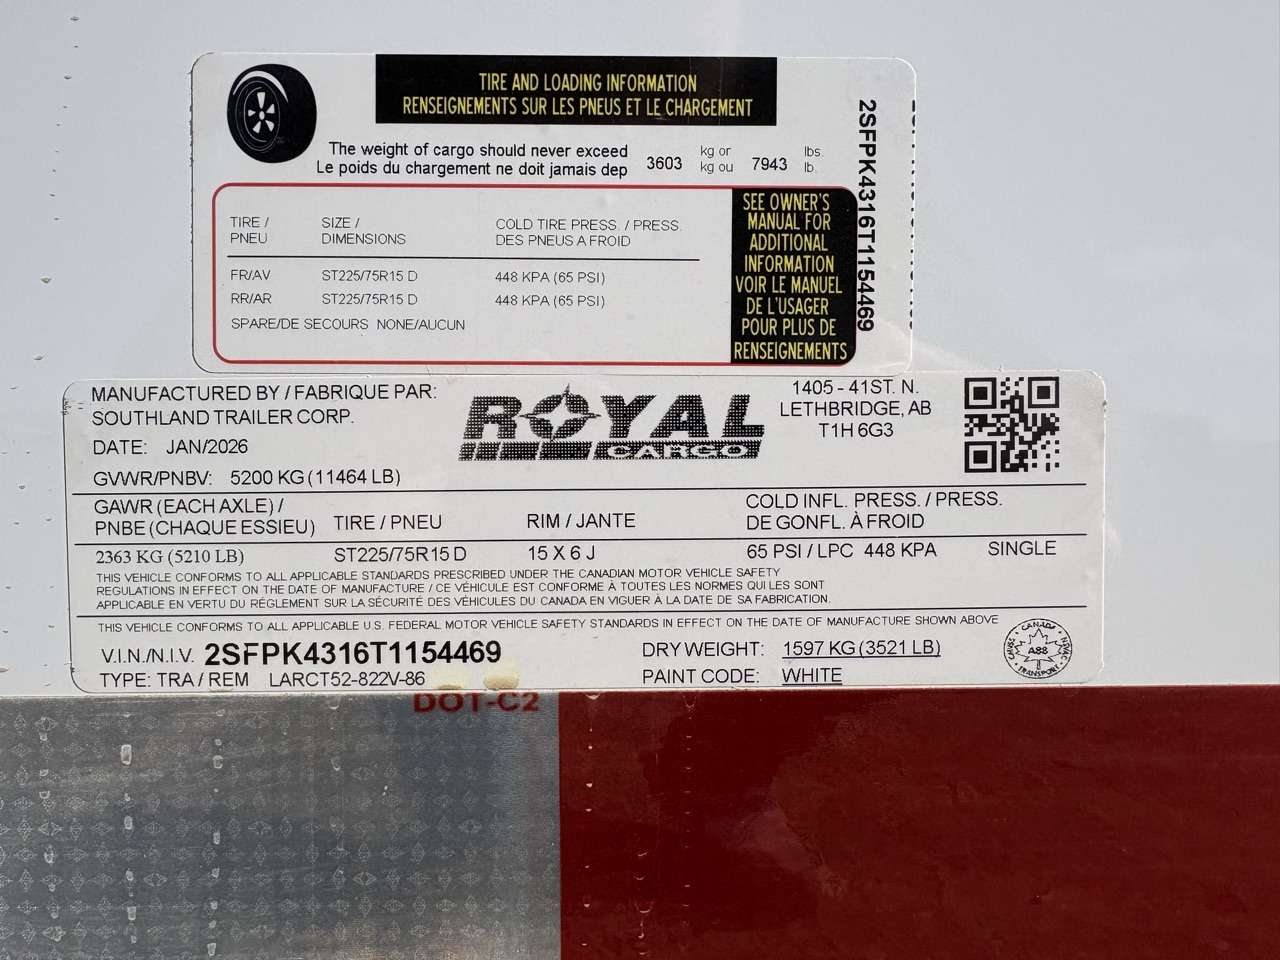 TIRE AND LOADING INFORMATION
RENSEIGNEMENTS SUR LES PNEUS ET LE CHARGEMENT
The weight of cargo should never exceed
Le poids du chargement ne doit jamais dep
3603 kg or kg ou 7943 lbs. lb.
TIRE / PNEU SIZE / DIMENSIONS COLD TIRE PRESS. / PRESS. DES PNEUS A FROID
FR/AV ST225/75R15 D 448 KPA (65 PSI)
RR/AR ST225/75R15 D 448 KPA (65 PSI)
SPARE/DE SECOURS NONE/AUCUN
SEE OWNER'S
MANUAL FOR
ADDITIONAL
INFORMATION
VOIR LE MANUEL
DE L'USAGER
POUR PLUS DE
RENSEIGNEMENTS
2SFPK4316T1154469
MANUFACTURED BY / FABRIQUE PAR:
SOUTHLAND TRAILER CORP.
DATE: JAN/2026
GVWR/PNBV: 5200 KG (11464 LB)
ROYAL
CARGO
1405 - 41ST. N.
LETHBRIDGE, AB
T1H 6G3
GAWR (EACH AXLE) /
PNBE (CHAQUE ESSIEU) TIRE / PNEU RIM / JANTE COLD INFL. PRESS. / PRESS.
DE GONFL. À FROID
2363 KG (5210 LB) ST225/75R15 D 15 X 6 J 65 PSI / LPC 448 KPA SINGLE
THIS VEHICLE CONFORMS TO ALL APPLICABLE STANDARDS PRESCRIBED UNDER THE CANADIAN MOTOR VEHICLE SAFETY
REGULATIONS IN EFFECT ON THE DATE OF MANUFACTURE / CE VÉHICULE EST CONFORME À TOUTES LES NORMES QUI LES SONT
APPLICABLE EN VERTU DU RÉGLEMENT SUR LA SÉCURITÉ DES VÉHICULES DU CANADA EN VIGUER À LA DATE DE SA FABRICATION.
THIS VEHICLE CONFORMS TO ALL APPLICABLE U.S. FEDERAL MOTOR VEHICLE SAFETY STANDARDS IN EFFECT ON THE DATE OF MANUFACTURE SHOWN ABOVE
V.I.N./N.I.V. 2SFPK4316T1154469 DRY WEIGHT: 1597 KG (3521 LB)
TYPE: TRA / REM LARCT52-822V-86 PAINT CODE: WHITE
CANADA
A88
TRANSPORT
DOT-C2